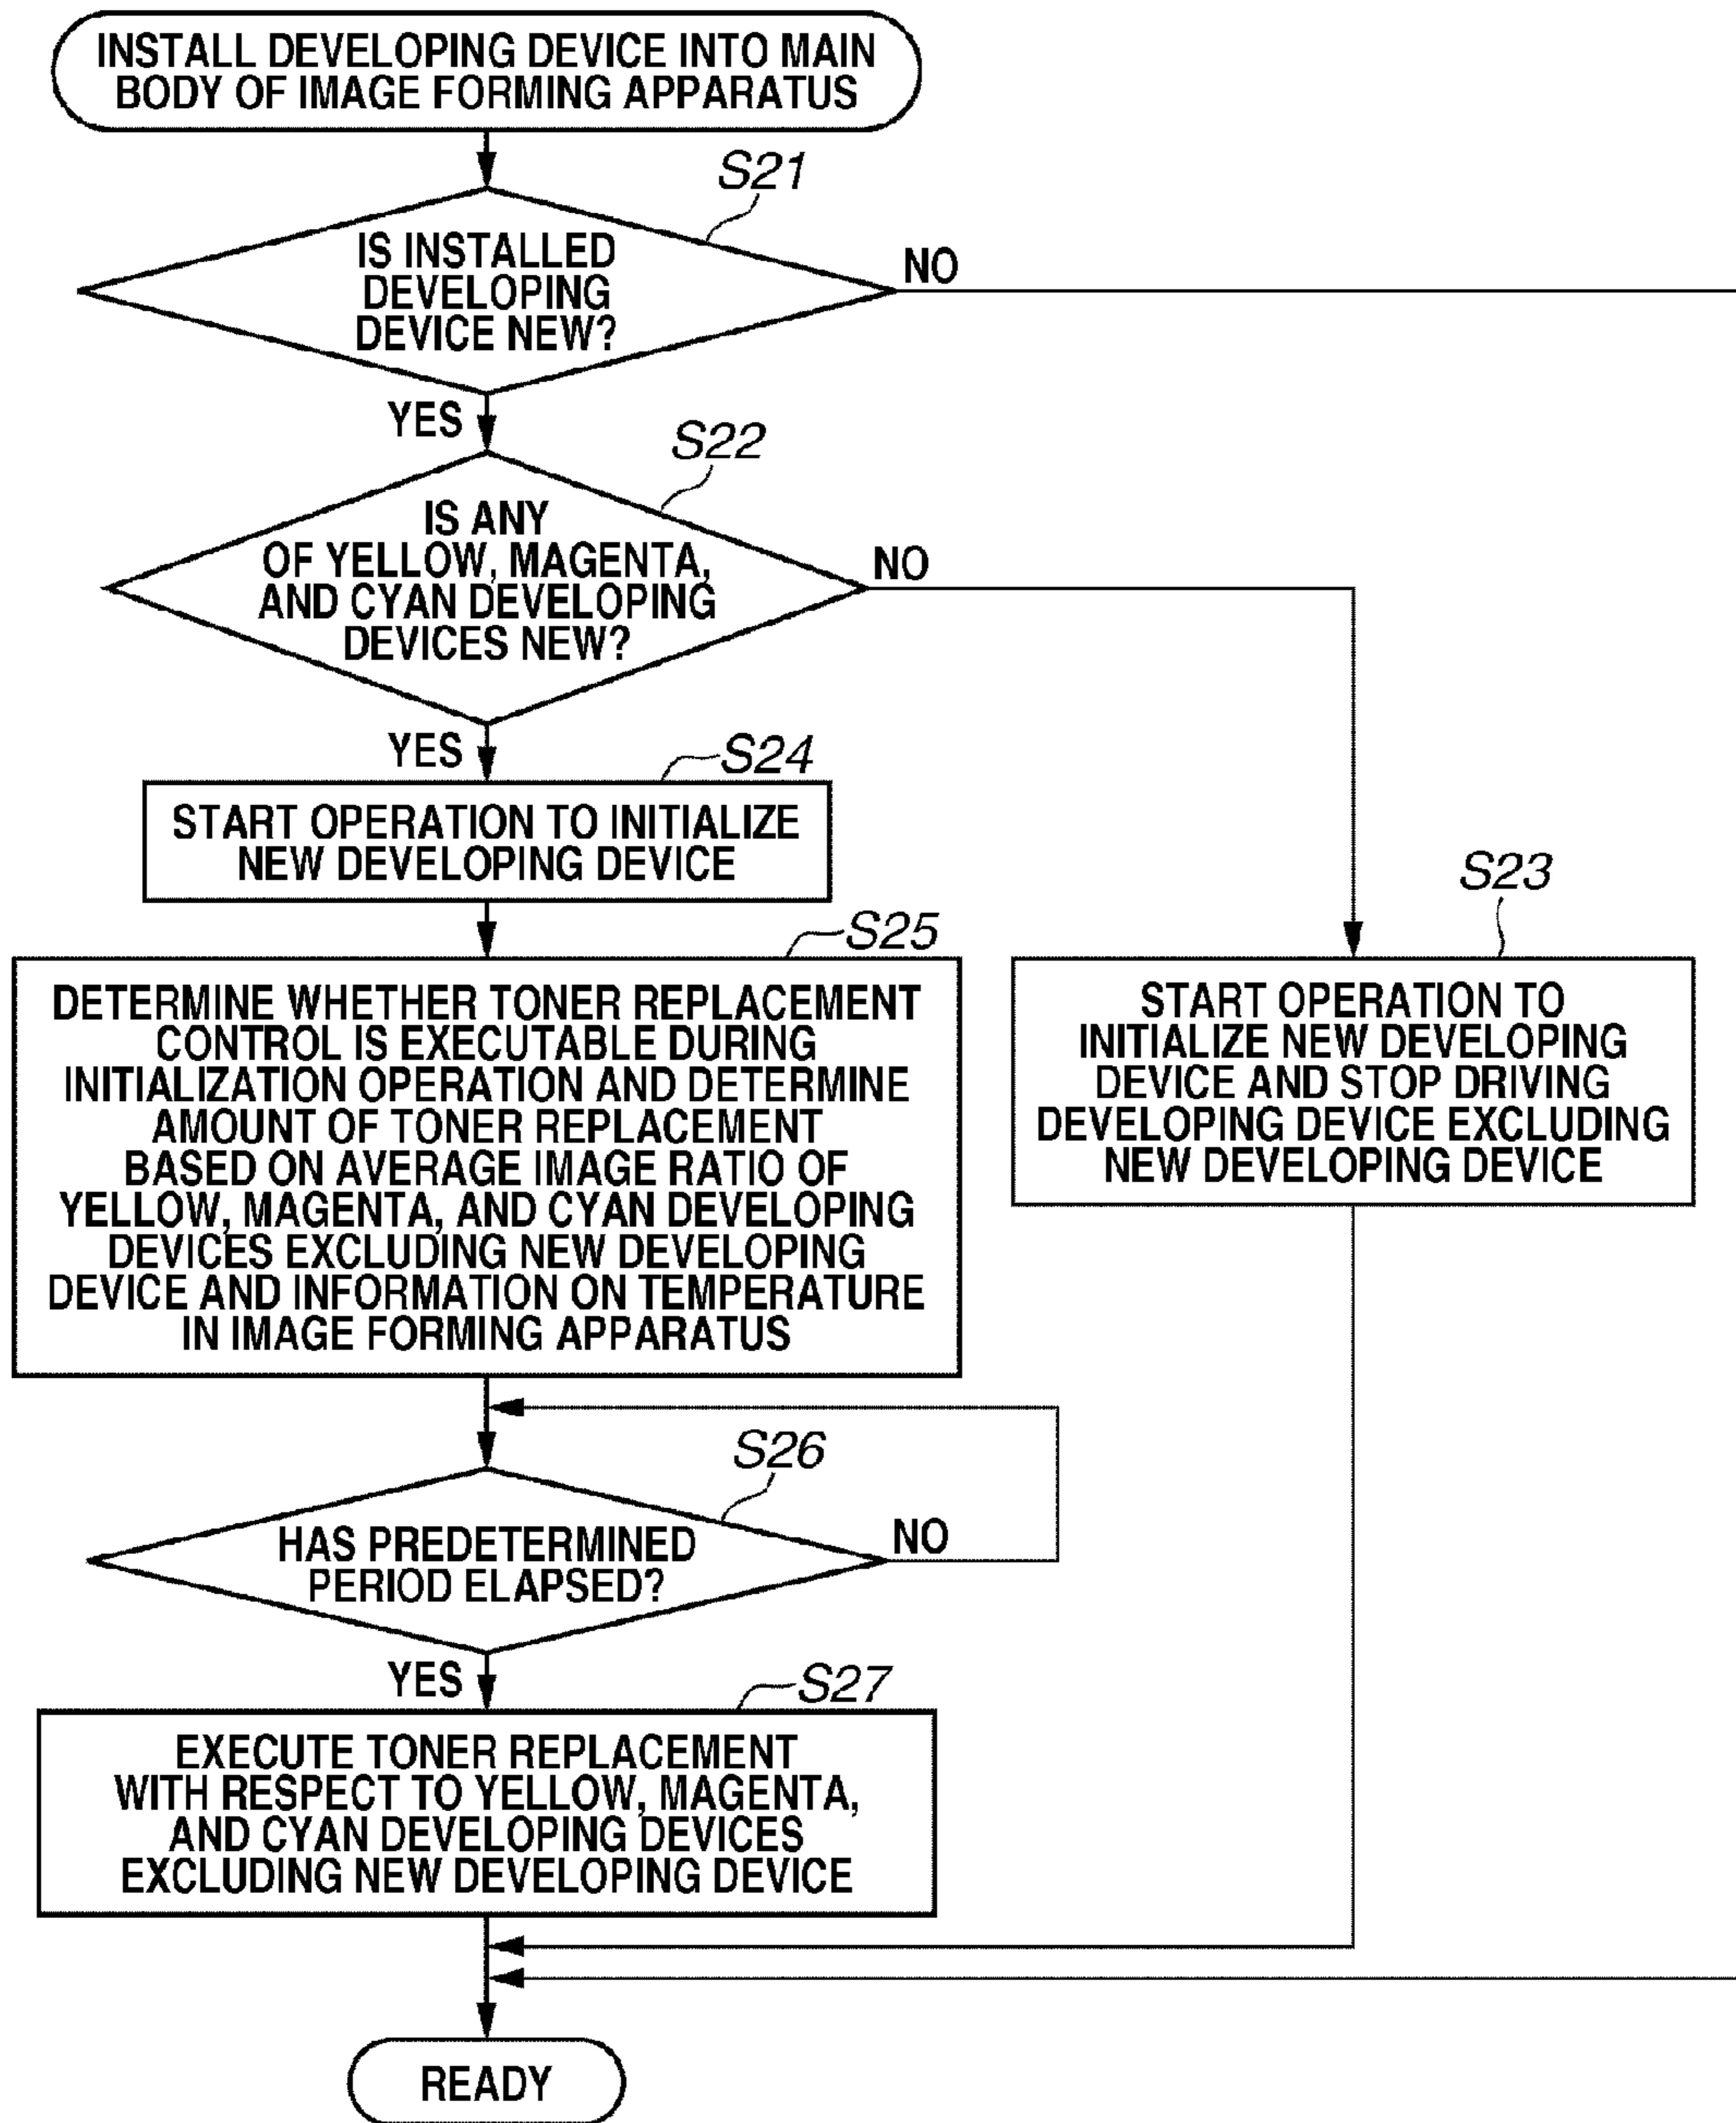 INSTALL DEVELOPING DEVICE INTO MAIN
BODY OF IMAGE FORMING APPARATUS
S21
IS INSTALLED
DEVELOPING
DEVICE NEW?
NO
YES
S22
IS ANY
OF YELLOW, MAGENTA,
AND CYAN DEVELOPING
DEVICES NEW?
NO
YES
S24
START OPERATION TO INITIALIZE
NEW DEVELOPING DEVICE
S23
START OPERATION TO
INITIALIZE NEW DEVELOPING
DEVICE AND STOP DRIVING
DEVELOPING DEVICE EXCLUDING
NEW DEVELOPING DEVICE
S25
DETERMINE WHETHER TONER REPLACEMENT
CONTROL IS EXECUTABLE DURING
INITIALIZATION OPERATION AND DETERMINE
AMOUNT OF TONER REPLACEMENT
BASED ON AVERAGE IMAGE RATIO OF
YELLOW, MAGENTA, AND CYAN DEVELOPING
DEVICES EXCLUDING NEW DEVELOPING
DEVICE AND INFORMATION ON TEMPERATURE
IN IMAGE FORMING APPARATUS
S26
HAS PREDETERMINED
PERIOD ELAPSED?
NO
YES
S27
EXECUTE TONER REPLACEMENT
WITH RESPECT TO YELLOW, MAGENTA,
AND CYAN DEVELOPING DEVICES
EXCLUDING NEW DEVELOPING DEVICE
READY